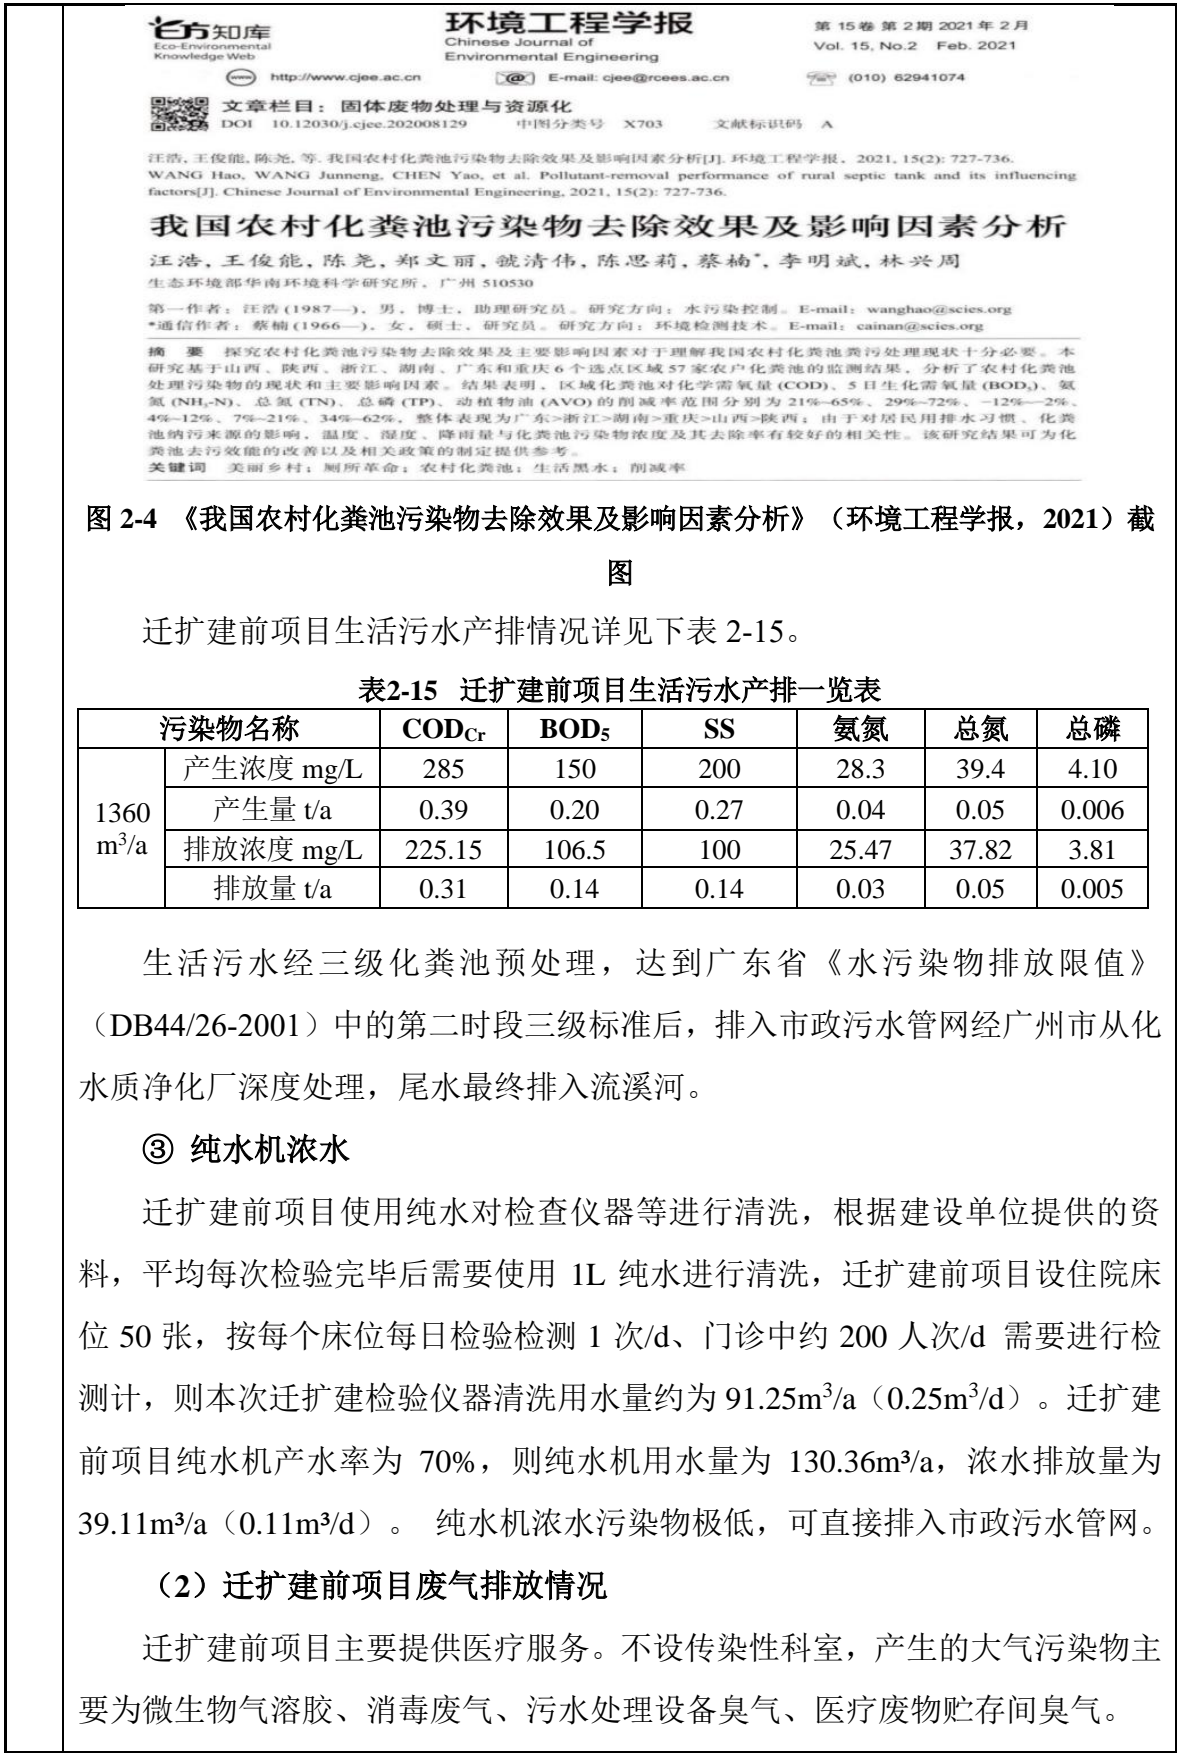 方知库
Eco-Environmental
Knowledge Web
环境工程学报
Chinese Journal of
Environmental Engineering
第 15 卷 第 2 期 2021 年 2 月
Vol. 15, No.2 Feb. 2021
www http://www.cjee.ac.cn
@ E-mail: cjee@rcees.ac.cn
(010) 62941074
文章栏目：固体废物处理与资源化
DOI 10.12030/j.cjee.202008129 中图分类号 X703 文献标识码 A
汪浩, 王俊能, 陈尧, 等. 我国农村化粪池污染物去除效果及影响因素分析[J]. 环境工程学报, 2021, 15(2): 727-736.
WANG Hao, WANG Junneng, CHEN Yao, et al. Pollutant-removal performance of rural septic tank and its influencing
factors[J]. Chinese Journal of Environmental Engineering, 2021, 15(2): 727-736.
我国农村化粪池污染物去除效果及影响因素分析
汪浩, 王俊能, 陈尧, 郑文丽, 虢清伟, 陈思莉, 蔡楠*, 李明斌, 林兴周
生态环境部华南环境科学研究所，广州 510530
第一作者：汪浩 (1987—)，男，博士，助理研究员。研究方向：水污染控制。E-mail：wanghao@scies.org
*通信作者：蔡楠 (1966—)，女，硕士，研究员。研究方向：环境检测技术。E-mail：cainan@scies.org
摘 要 探究农村化粪池污染物去除效果及主要影响因素对于理解我国农村化粪池粪污处理现状十分必要。本
研究基于山西、陕西、浙江、湖南、广东和重庆 6 个选点区域 57 家农户化粪池的监测结果，分析了农村化粪池
处理污染物的现状和主要影响因素。结果表明，区域化粪池对化学需氧量 (COD)、5 日生化需氧量 (BOD₅)、氨
氮 (NH₃-N)、总氮 (TN)、总磷 (TP)、动植物油 (AVO) 的削减率范围分别为 21%~65%、29%~72%、-12%~-2%、
4%~12%、7%~21%、34%~62%，整体表现为广东>浙江>湖南>重庆>山西>陕西；由于对居民用排水习惯、化粪
池纳污来源的影响，温度、湿度、降雨量与化粪池污染物浓度及其去除率有较好的相关性。该研究结果可为化
粪池去污效能的改善以及相关政策的制定提供参考。
关键词 美丽乡村；厕所革命；农村化粪池；生活黑水；削减率
图 2-4 《我国农村化粪池污染物去除效果及影响因素分析》（环境工程学报，2021）截
图
迁扩建前项目生活污水产排情况详见下表 2-15。
表2-15 迁扩建前项目生活污水产排一览表
污染物名称 CODCr BOD5 SS 氨氮 总氮 总磷
1360 m³/a 产生浓度 mg/L 285 150 200 28.3 39.4 4.10
产生量 t/a 0.39 0.20 0.27 0.04 0.05 0.006
排放浓度 mg/L 225.15 106.5 100 25.47 37.82 3.81
排放量 t/a 0.31 0.14 0.14 0.03 0.05 0.005
生活污水经三级化粪池预处理，达到广东省《水污染物排放限值》
（DB44/26-2001）中的第二时段三级标准后，排入市政污水管网经广州市从化
水质净化厂深度处理，尾水最终排入流溪河。
③ 纯水机浓水
迁扩建前项目使用纯水对检查仪器等进行清洗，根据建设单位提供的资
料，平均每次检验完毕后需要使用 1L 纯水进行清洗，迁扩建前项目设住院床
位 50 张，按每个床位每日检验检测 1 次/d、门诊中约 200 人次/d 需要进行检
测计，则本次迁扩建检验仪器清洗用水量约为 91.25m³/a（0.25m³/d）。迁扩建
前项目纯水机产水率为 70%，则纯水机用水量为 130.36m³/a，浓水排放量为
39.11m³/a（0.11m³/d）。 纯水机浓水污染物极低，可直接排入市政污水管网。
（2）迁扩建前项目废气排放情况
迁扩建前项目主要提供医疗服务。不设传染性科室，产生的大气污染物主
要为微生物气溶胶、消毒废气、污水处理设备臭气、医疗废物贮存间臭气。